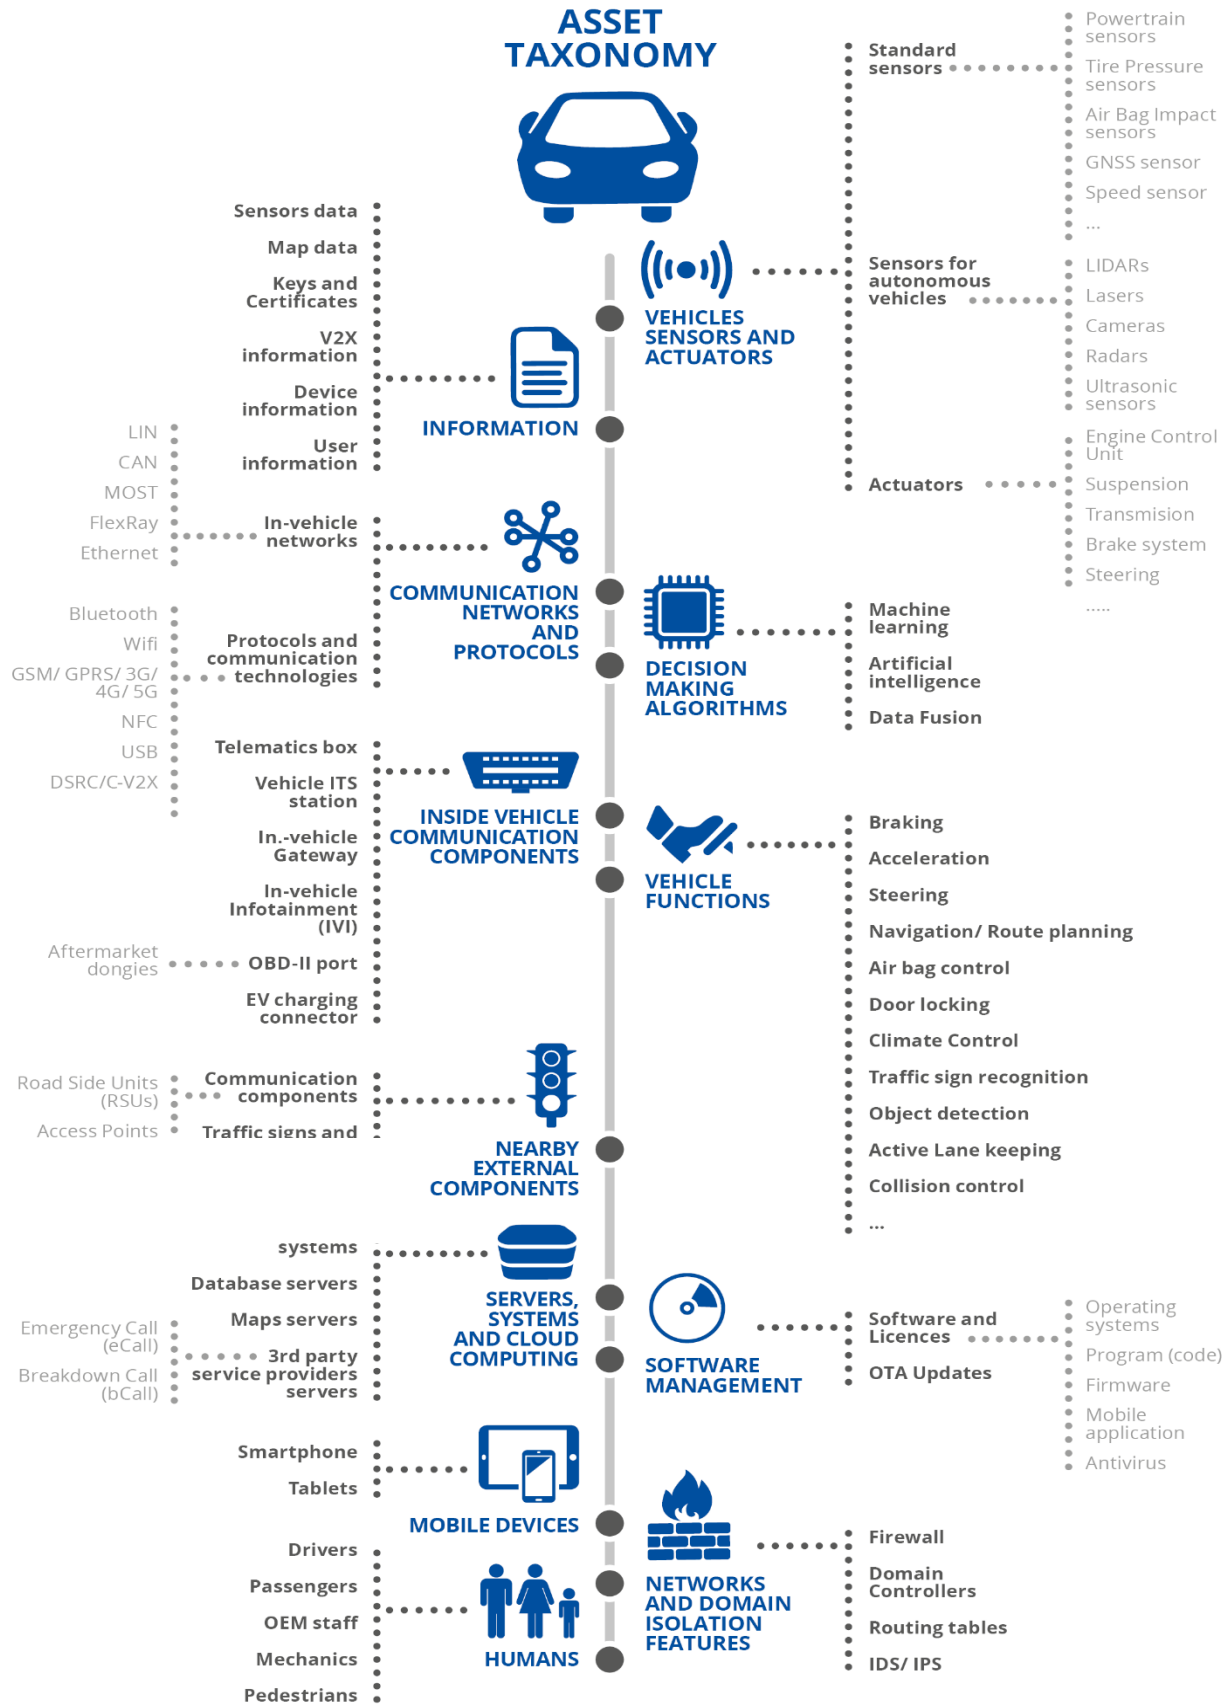 ASSET
TAXONOMY
Standard
sensors
Powertrain
sensors
Tire Pressure
sensors
Air Bag Impact
sensors
GNSS sensor
Speed sensor
...
Sensors for
autonomous
vehicles
LIDARs
Lasers
Cameras
Radars
Ultrasonic
sensors
Actuators
Engine Control
Unit
Suspension
Transmision
Brake system
Steering
.....
VEHICLES
SENSORS AND
ACTUATORS
Sensors data
Map data
Keys and
Certificates
V2X
information
Device
information
User
information
INFORMATION
LIN
CAN
MOST
FlexRay
Ethernet
In-vehicle
networks
Bluetooth
Wifi
GSM/ GPRS/ 3G/
4G/ 5G
NFC
USB
DSRC/C-V2X
Protocols and
communication
technologies
COMMUNICATION
NETWORKS
AND
PROTOCOLS
DECISION
MAKING
ALGORITHMS
Machine
learning
Artificial
intelligence
Data Fusion
Telematics box
Vehicle ITS
station
In.-vehicle
Gateway
In-vehicle
Infotainment
(IVI)
OBD-II port
Aftermarket
dongies
EV charging
connector
INSIDE VEHICLE
COMMUNICATION
COMPONENTS
VEHICLE
FUNCTIONS
Braking
Acceleration
Steering
Navigation/ Route planning
Air bag control
Door locking
Climate Control
Traffic sign recognition
Object detection
Active Lane keeping
Collision control
...
Road Side Units
(RSUs)
Access Points
Communication
components
Traffic signs and
NEARBY
EXTERNAL
COMPONENTS
systems
Database servers
Maps servers
3rd party
service providers
servers
Emergency Call
(eCall)
Breakdown Call
(bCall)
SERVERS,
SYSTEMS
AND CLOUD
COMPUTING
SOFTWARE
MANAGEMENT
Software and
Licences
OTA Updates
Operating
systems
Program (code)
Firmware
Mobile
application
Antivirus
Smartphone
Tablets
MOBILE DEVICES
NETWORKS
AND DOMAIN
ISOLATION
FEATURES
Firewall
Domain
Controllers
Routing tables
IDS/ IPS
Drivers
Passengers
OEM staff
Mechanics
Pedestrians
HUMANS